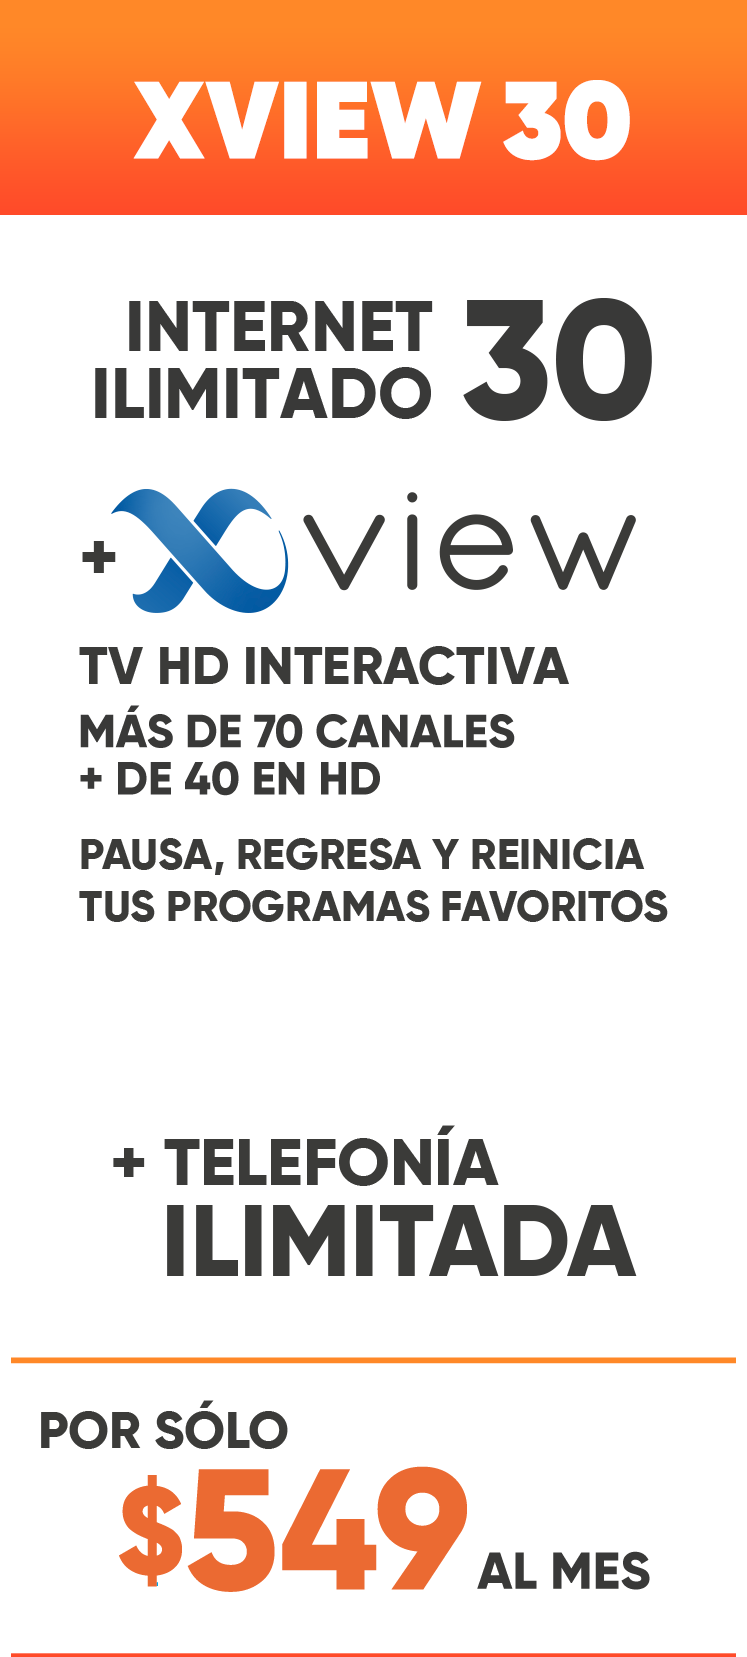 XVIEW 30
INTERNET
ILIMITADO 30
+ Xview
TV HD INTERACTIVA
MÁS DE 70 CANALES
+ DE 40 EN HD
PAUSA, REGRESA Y REINICIA
TUS PROGRAMAS FAVORITOS
+ TELEFONÍA
ILIMITADA
POR SÓLO
$549 AL MES